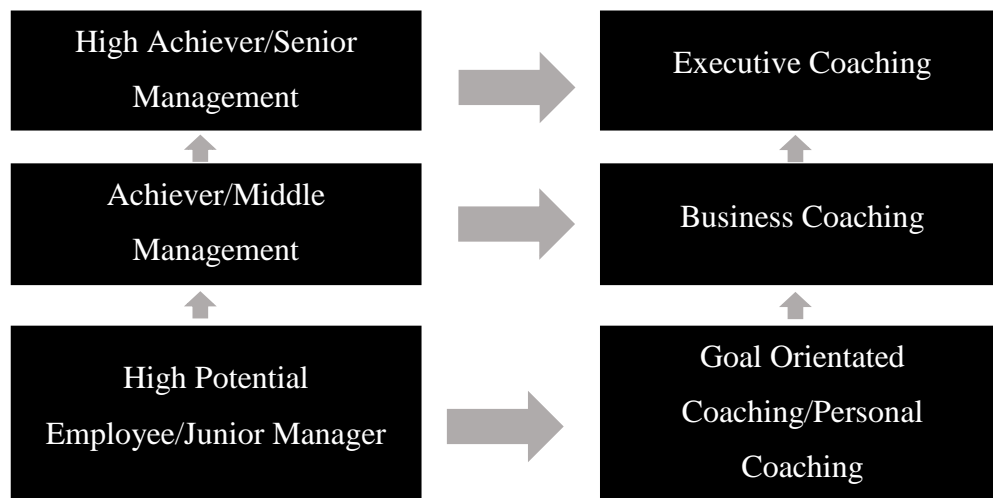 High Achiever/Senior
Management
Executive Coaching
Achiever/Middle
Management
Business Coaching
High Potential
Employee/Junior Manager
Goal Orientated
Coaching/Personal
Coaching